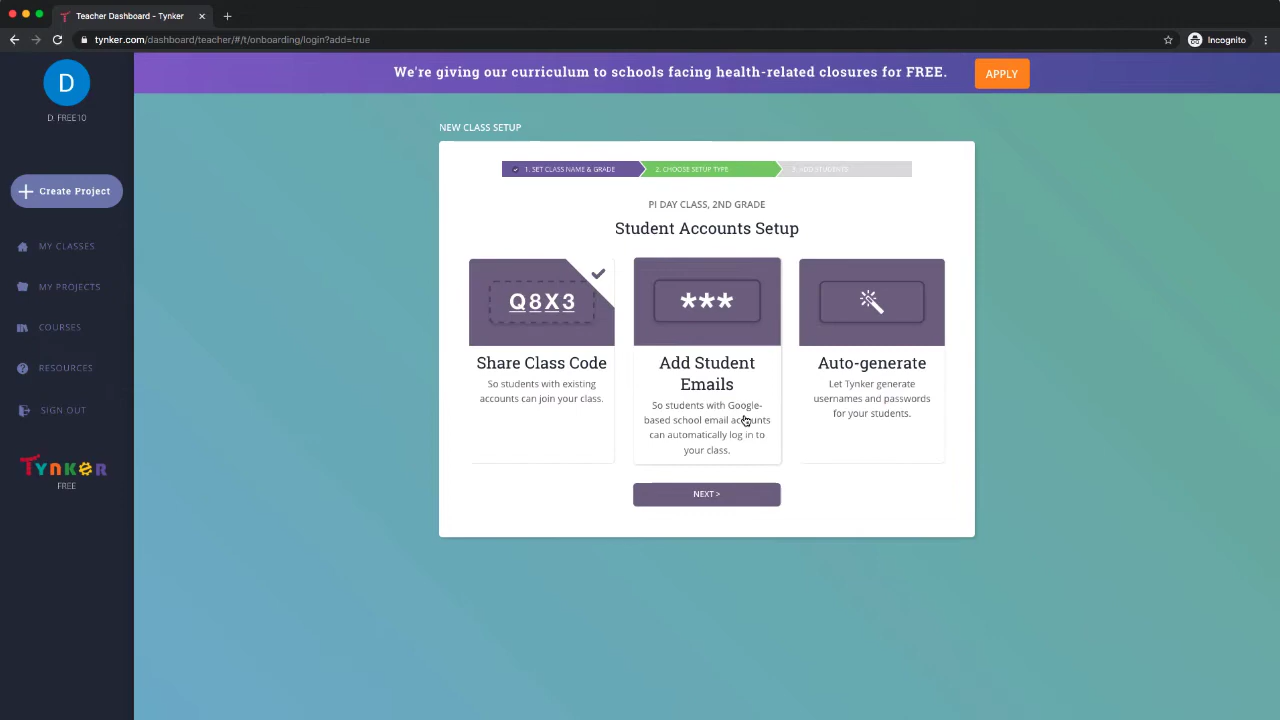 Teacher Dashboard - Tynker
tynker.com/dashboard/teacher/#/t/onboarding/login?add=true
Incognito
D
D. FREE10
We're giving our curriculum to schools facing health-related closures for FREE.
APPLY
Create Project
MY CLASSES
MY PROJECTS
COURSES
RESOURCES
SIGN OUT
TYNKER
FREE
NEW CLASS SETUP
1. SET CLASS NAME & GRADE
2. CHOOSE SETUP TYPE
3. ADD STUDENTS
PI DAY CLASS, 2ND GRADE
Student Accounts Setup
Q8X3
Share Class Code
So students with existing
accounts can join your class.
***
Add Student
Emails
So students with Google-
based school email accounts
can automatically log in to
your class.
Auto-generate
Let Tynker generate
usernames and passwords
for your students.
NEXT >